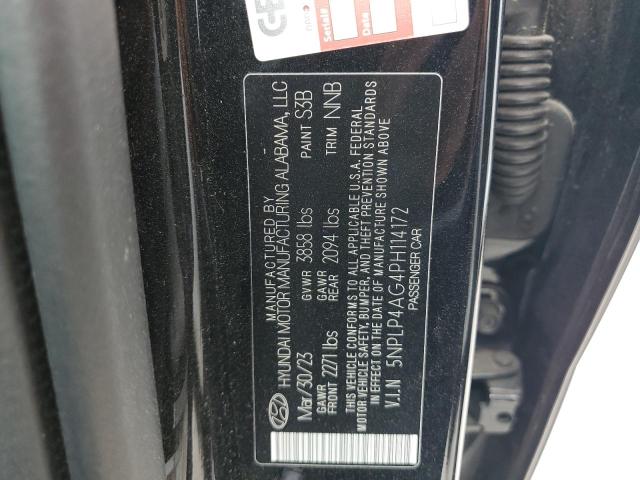 MANUFACTURED BY
HYUNDAI MOTOR MANUFACTURING ALABAMA, LLC
Mar/30/23 GVWR 3858 lbs PAINT S3B
GAWR FRONT 2271 lbs GAWR REAR 2094 lbs TRIM NNB
THIS VEHICLE CONFORMS TO ALL APPLICABLE U.S.A. FEDERAL
MOTOR VEHICLE SAFETY, BUMPER, AND THEFT PREVENTION STANDARDS
IN EFFECT ON THE DATE OF MANUFACTURE SHOWN ABOVE
V.I.N 5NPLP4AG4PH114172
PASSENGER CAR
Seriale